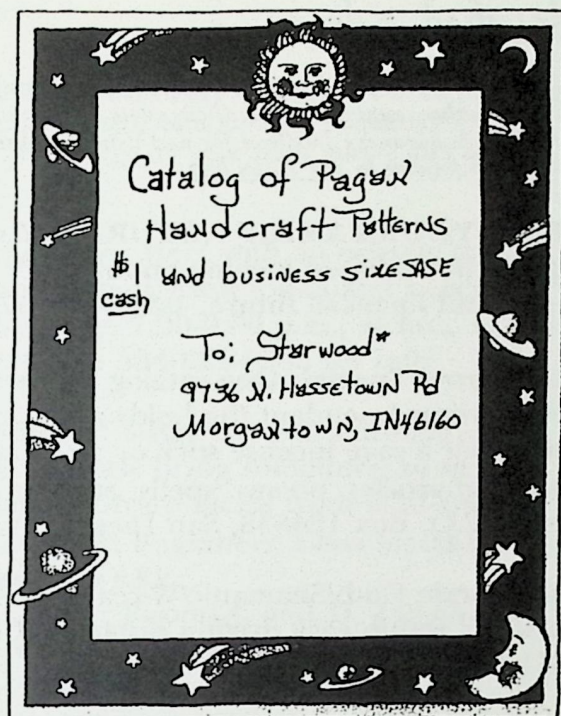 Catalog of Pagan
Handcraft Patterns
$1 and business size SASE
cash
To: Starwood*
9736 N. Hassetown Rd
Morgantown, IN 46160